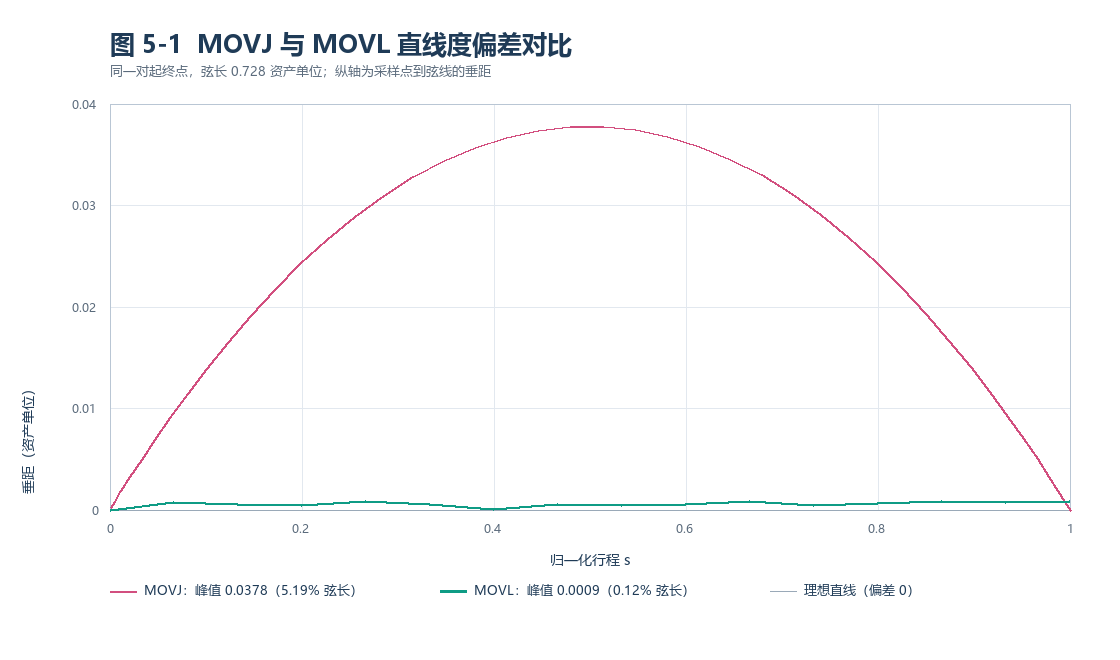 图 5-1 MOVJ 与 MOVL 直线度偏差对比
同一对起终点，弦长 0.728 资产单位；纵轴为采样点到弦线的垂距
0.04
0.03
0.02
0.01
0
垂距（资产单位）
0 0.2 0.4 0.6 0.8 1
归一化行程 s
MOVJ：峰值 0.0378（5.19% 弦长） MOVL：峰值 0.0009（0.12% 弦长） 理想直线（偏差 0）